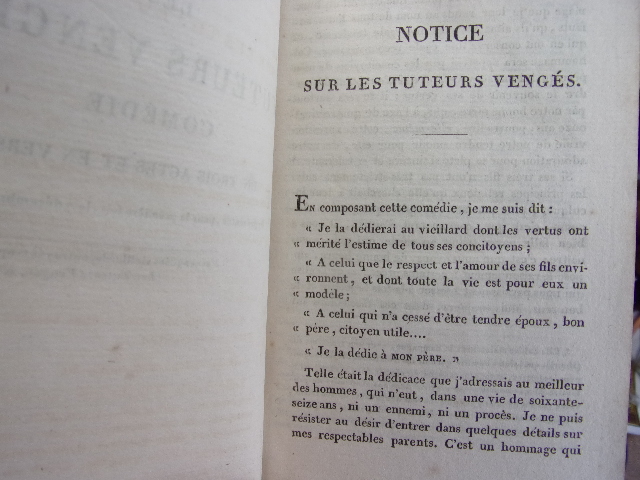 NOTICE
SUR LES TUTEURS VENGÉS.
EN composant cette comédie, je me suis dit :
« Je la dédierai au vieillard dont les vertus ont
« mérité l'estime de tous ses concitoyens ;
« A celui que le respect et l'amour de ses fils envi-
« ronnent, et dont toute la vie est pour eux un
« modèle ;
« A celui qui n'a cessé d'être tendre époux, bon
« père, citoyen utile....
« Je la dédie à MON PÈRE. »
Telle était la dédicace que j'adressais au meilleur
des hommes, qui n'eut, dans une vie de soixante-
seize ans, ni un ennemi, ni un procès. Je ne puis
résister au désir d'entrer dans quelques détails sur
mes respectables parents. C'est un hommage qui